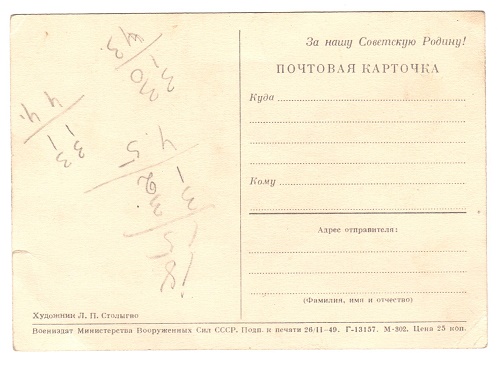 За нашу Советскую Родину!
ПОЧТОВАЯ КАРТОЧКА
Куда
Кому
Адрес отправителя:
(Фамилия, имя и отчество)
Художник Л. П. Столыгво
Воениздат Министерства Вооруженных Сил СССР. Подп. к печати 26/II-49. Г-13157. М-302. Цена 25 коп.